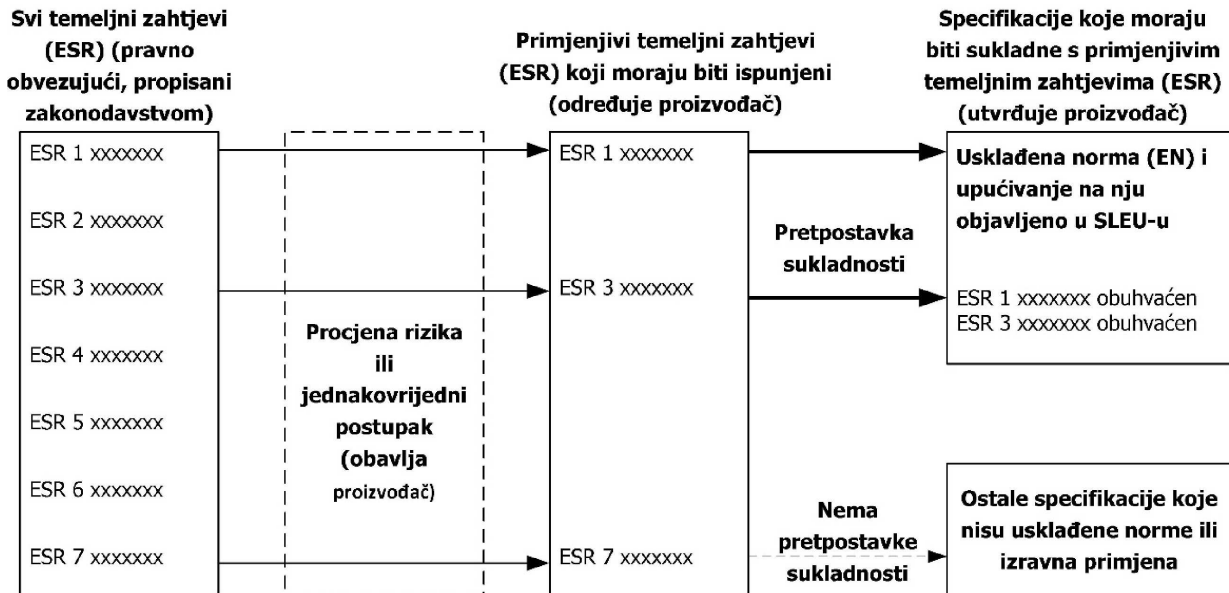 Svi temeljni zahtjevi
(ESR) (pravno
obvezujući, propisani
zakonodavstvom)
ESR 1 xxxxxxx
ESR 2 xxxxxxx
ESR 3 xxxxxxx
ESR 4 xxxxxxx
ESR 5 xxxxxxx
ESR 6 xxxxxxx
ESR 7 xxxxxxx
Procjena rizika
ili
jednakovrijedni
postupak
(obavlja
proizvođač)
Primjenjivi temeljni zahtjevi
(ESR) koji moraju biti ispunjeni
(određuje proizvođač)
ESR 1 xxxxxxx
ESR 3 xxxxxxx
ESR 7 xxxxxxx
Pretpostavka
sukladnosti
Nema
pretpostavke
sukladnosti
Specifikacije koje moraju
biti sukladne s primjenjivim
temeljnim zahtjevima (ESR)
(utvrđuje proizvođač)
Usklađena norma (EN) i
upućivanje na nju
objavljeno u SLEU-u
ESR 1 xxxxxxx obuhvaćen
ESR 3 xxxxxxx obuhvaćen
Ostale specifikacije koje
nisu usklađene norme ili
izravna primjena